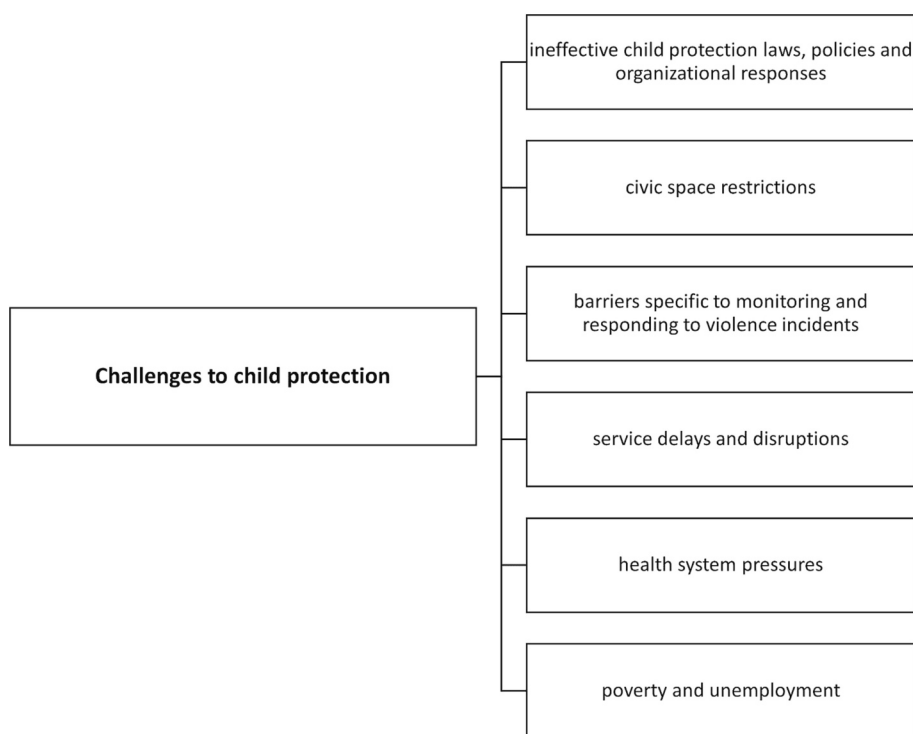 ineffective child protection laws, policies and
organizational responses
civic space restrictions
barriers specific to monitoring and
responding to violence incidents
Challenges to child protection
service delays and disruptions
health system pressures
poverty and unemployment